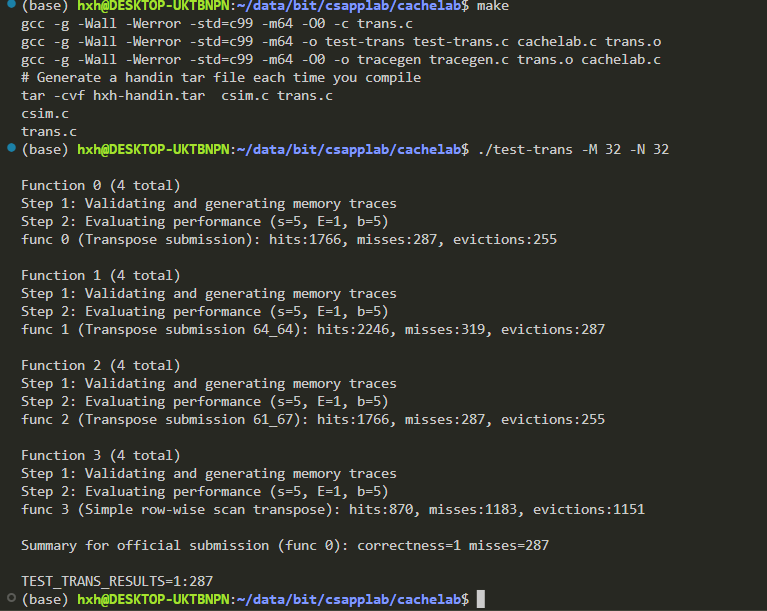 (base) hxh@DESKTOP-UKTBNPN:~/data/bit/csapplab/cachelab$ make
gcc -g -Wall -Werror -std=c99 -m64 -O0 -c trans.c
gcc -g -Wall -Werror -std=c99 -m64 -o test-trans test-trans.c cachelab.c trans.o
gcc -g -Wall -Werror -std=c99 -m64 -O0 -o tracegen tracegen.c trans.o cachelab.c
# Generate a handin tar file each time you compile
tar -cvf hxh-handin.tar  csim.c trans.c
csim.c
trans.c
(base) hxh@DESKTOP-UKTBNPN:~/data/bit/csapplab/cachelab$ ./test-trans -M 32 -N 32
Function 0 (4 total)
Step 1: Validating and generating memory traces
Step 2: Evaluating performance (s=5, E=1, b=5)
func 0 (Transpose submission): hits:1766, misses:287, evictions:255
Function 1 (4 total)
Step 1: Validating and generating memory traces
Step 2: Evaluating performance (s=5, E=1, b=5)
func 1 (Transpose submission 64_64): hits:2246, misses:319, evictions:287
Function 2 (4 total)
Step 1: Validating and generating memory traces
Step 2: Evaluating performance (s=5, E=1, b=5)
func 2 (Transpose submission 61_67): hits:1766, misses:287, evictions:255
Function 3 (4 total)
Step 1: Validating and generating memory traces
Step 2: Evaluating performance (s=5, E=1, b=5)
func 3 (Simple row-wise scan transpose): hits:870, misses:1183, evictions:1151
Summary for official submission (func 0): correctness=1 misses=287
TEST_TRANS_RESULTS=1:287
(base) hxh@DESKTOP-UKTBNPN:~/data/bit/csapplab/cachelab$